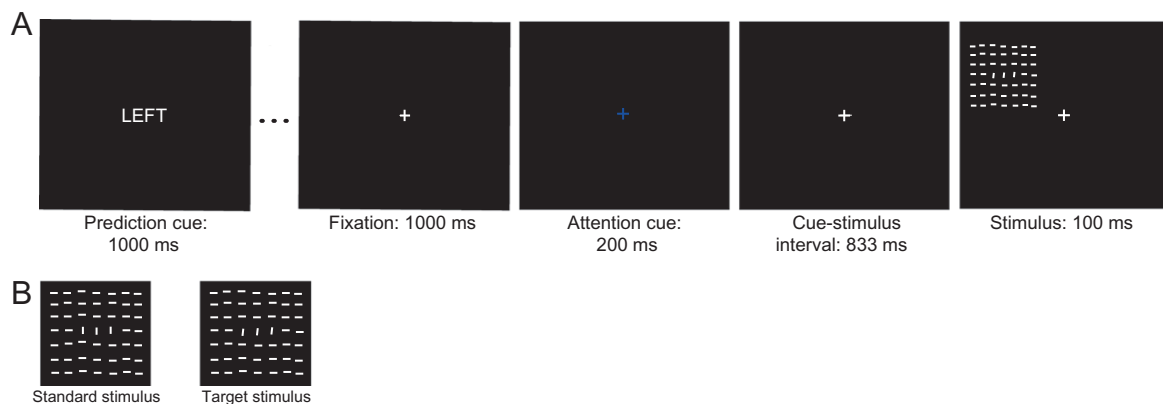 A
LEFT
...
Prediction cue:
1000 ms
Fixation: 1000 ms
Attention cue:
200 ms
Cue-stimulus
interval: 833 ms
Stimulus: 100 ms
B
Standard stimulus
Target stimulus